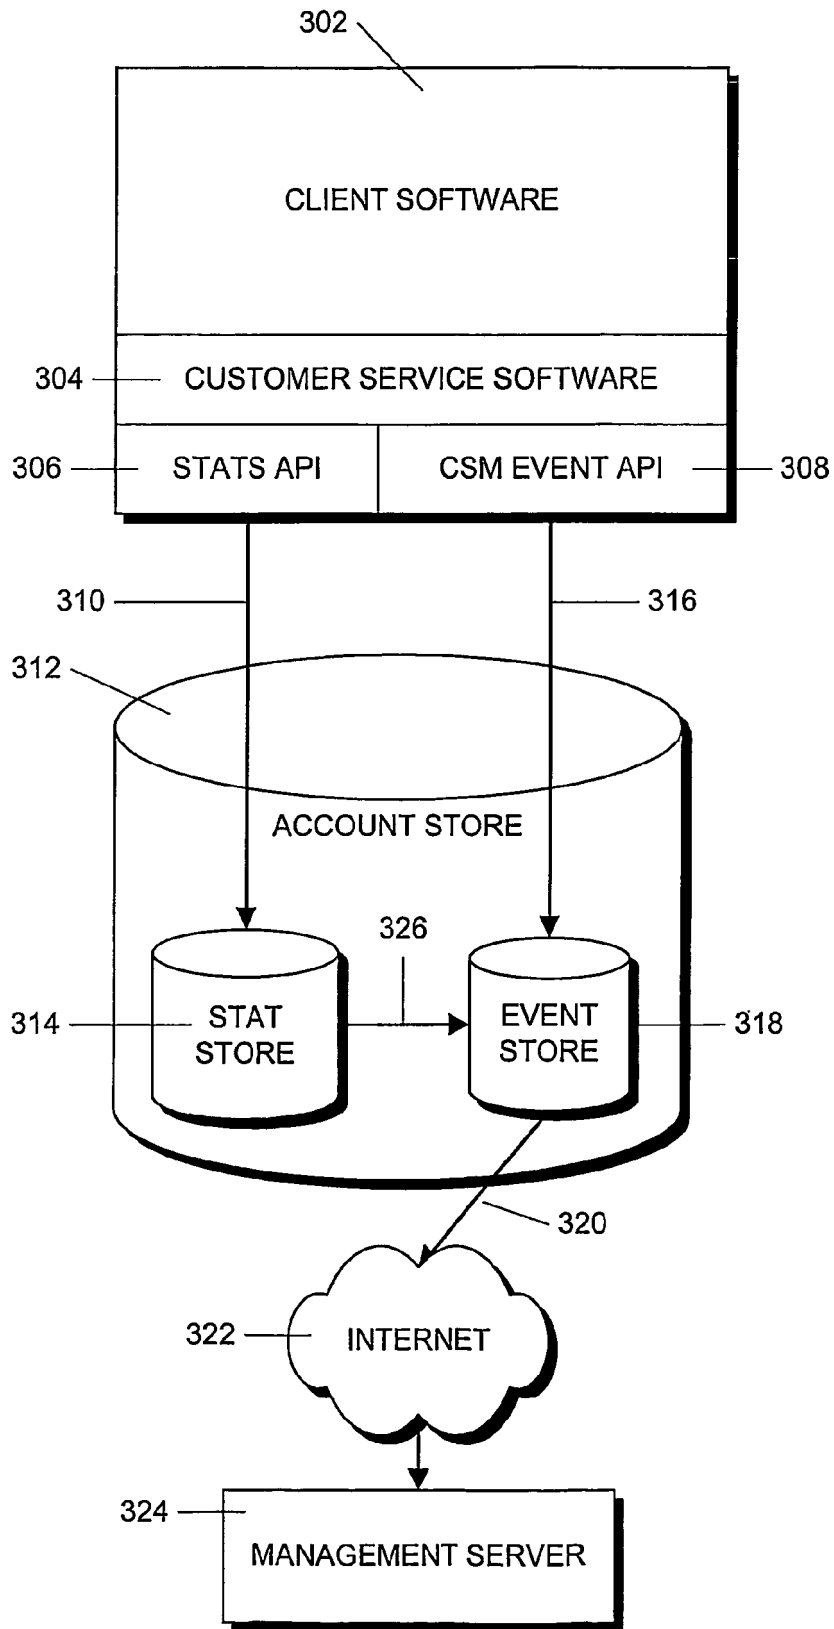 302
CLIENT SOFTWARE
304
CUSTOMER SERVICE SOFTWARE
306
STATS API
CSM EVENT API
308
310
316
312
ACCOUNT STORE
326
314
STAT
STORE
EVENT
STORE
318
320
322
INTERNET
324
MANAGEMENT SERVER